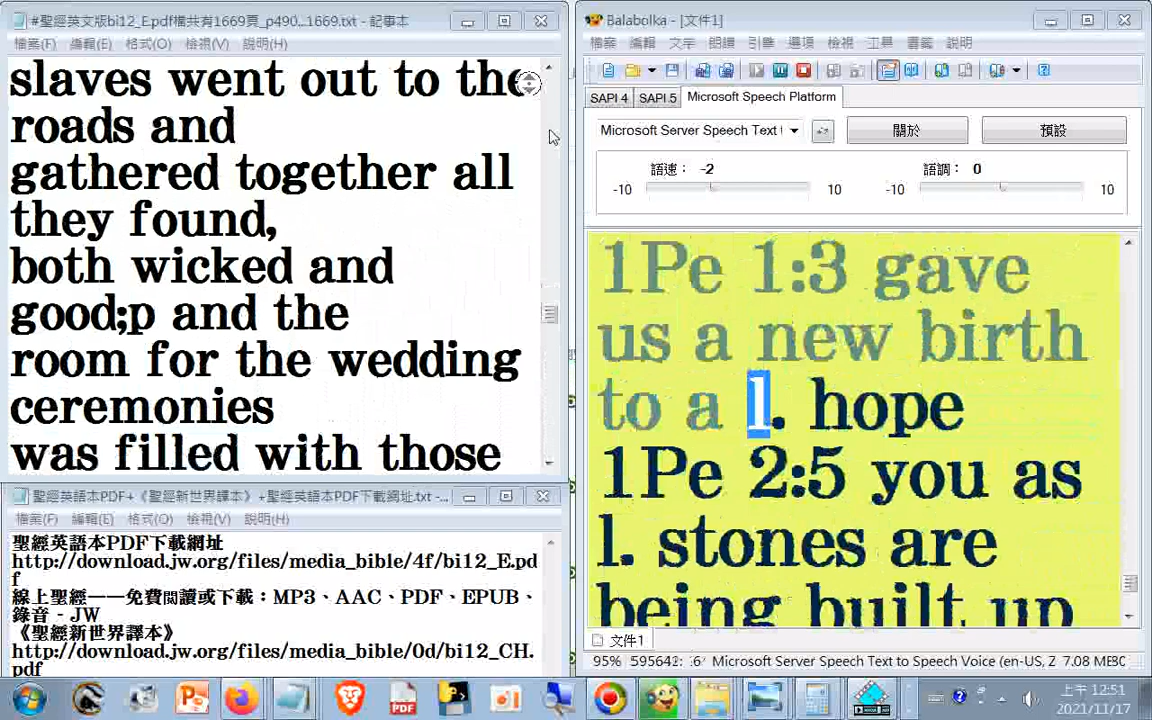 #聖經英文版bi12_Epdf檔共有1669頁_p490...1669.txt - 記事本
檔案(F) 編輯(E) 格式(O) 檢視(V) 說明(H)
slaves went out to the
roads and
gathered together all
they found,
both wicked and
good;p and the
room for the wedding
ceremonies
was filled with those
聖經英語本PDF+《聖經新世界譯本》+聖經英語本PDF下載網址.txt - ...
檔案(F) 編輯(E) 格式(O) 檢視(V) 說明(H)
聖經英語本PDF下載網址
http://download.jw.org/files/media_bible/4f/bi12_E.pd
f
線上聖經——免費閱讀或下載：MP3、AAC、PDF、EPUB、
錄音 - JW
《聖經新世界譯本》
http://download.jw.org/files/media_bible/0d/bi12_CH.
pdf
Balabolka - [文件1]
檔案 編輯 文字 朗讀 引擎 選項 檢視 工具 書籤 說明
SAPI 4 SAPI 5 Microsoft Speech Platform
Microsoft Server Speech Text 關於 預設
語速： -2 語調： 0
-10 10 -10 10
1Pe 1:3 gave
us a new birth
to a l. hope
1Pe 2:5 you as
l. stones are
being built up
文件1
95% 595642: Microsoft Server Speech Text to Speech Voice (en-US, Z 7.08 MB
上午 12:51
2021/11/17